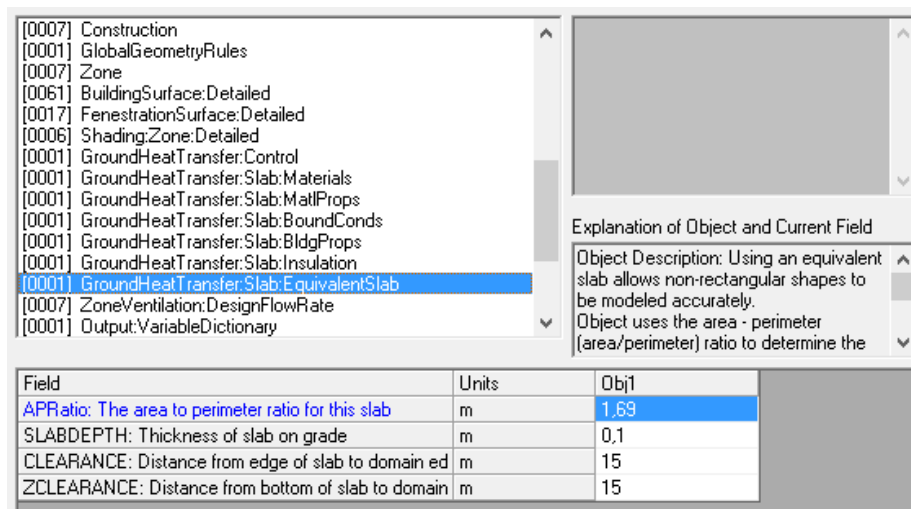 [0007] Construction
[0001] GlobalGeometryRules
[0007] Zone
[0061] BuildingSurface:Detailed
[0017] FenestrationSurface:Detailed
[0006] Shading:Zone:Detailed
[0001] GroundHeatTransfer:Control
[0001] GroundHeatTransfer:Slab:Materials
[0001] GroundHeatTransfer:Slab:MatlProps
[0001] GroundHeatTransfer:Slab:BoundConds
[0001] GroundHeatTransfer:Slab:BldgProps
[0001] GroundHeatTransfer:Slab:Insulation
[0001] GroundHeatTransfer:Slab:EquivalentSlab
[0007] ZoneVentilation:DesignFlowRate
[0001] Output:VariableDictionary
Explanation of Object and Current Field
Object Description: Using an equivalent
slab allows non-rectangular shapes to
be modeled accurately.
Object uses the area - perimeter
(area/perimeter) ratio to determine the
Field Units Obj1
APRatio: The area to perimeter ratio for this slab m 1,69
SLABDEPTH: Thickness of slab on grade m 0,1
CLEARANCE: Distance from edge of slab to domain ed m 15
ZCLEARANCE: Distance from bottom of slab to domain m 15